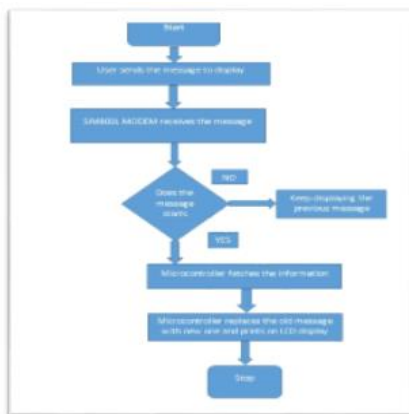 Start
User sends the message to display
MODEM receives the message
Does the
message
NO
Keep displaying the
previous message
YES
Microcontroller fetches the information
Microcontroller replaces the old message
with new one and prints on LCD display
Stop